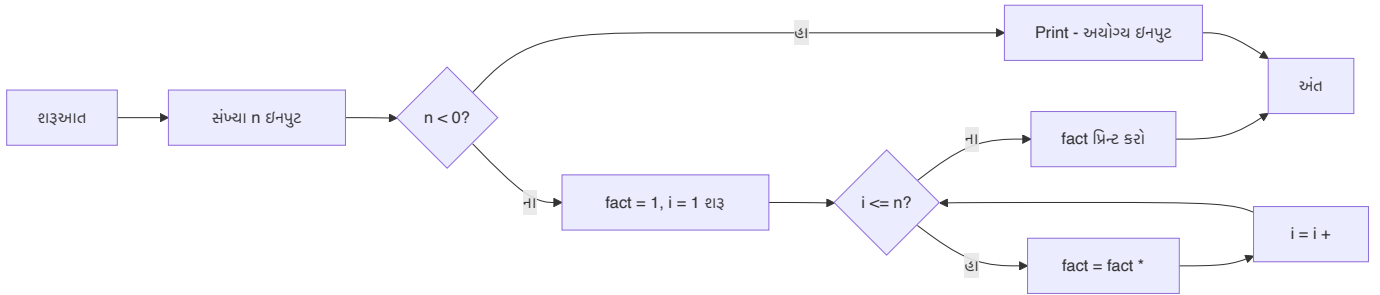 શરૂઆત
સંખ્યા n ઇનપુટ
n < 0?
હા
Print - અયોગ્ય ઇનપુટ
અંત
ના
fact = 1, i = 1 શરૂ
i <= n?
ના
fact પ્રિન્ટ કરો
હા
fact = fact *
i = i +